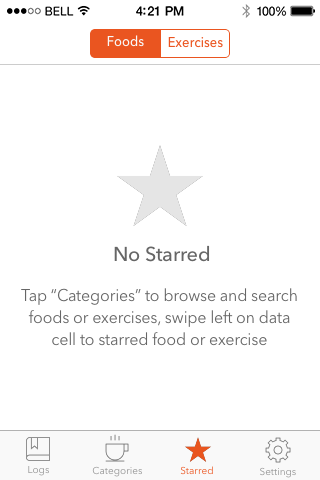 BELL 4:21 PM 100%
Foods Exercises
No Starred
Tap “Categories” to browse and search
foods or exercises, swipe left on data
cell to starred food or exercise
Logs Categories Starred Settings